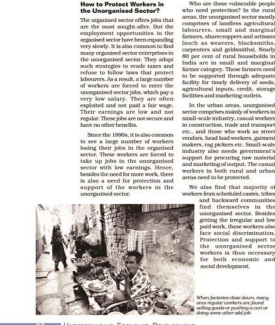 How to Protect Workers in
the Unorganised Sector?
The organised sector offers jobs that
are the most sought-after. But the
employment opportunities in the
organised sector have been expanding
very slowly. It is also common to find
many organised sector enterprises in
the unorganised sector. They adopt
such strategies to evade taxes and
refuse to follow laws that protect
labourers. As a result, a large number
of workers are forced to enter the
unorganised sector jobs, which pay a
very low salary. They are often
exploited and not paid a fair wage.
Their earnings are low and not
regular. These jobs are not secure and
have no other benefits.
Since the 1990s, it is also common
to see a large number of workers
losing their jobs in the organised
sector. These workers are forced to
take up jobs in the unorganised
sector with low earnings. Hence,
besides the need for more work, there
is also a need for protection and
support of the workers in the
unorganised sector.
Who are these vulnerable people
who need protection? In the rural
areas, the unorganised sector mostly
comprises of landless agricultural
labourers, small and marginal
farmers, sharecroppers and artisans
(such as weavers, blacksmiths,
carpenters and goldsmiths). Nearly
80 per cent of rural households in
India are in small and marginal
farmer category. These farmers need
to be supported through adequate
facility for timely delivery of seeds,
agricultural inputs, credit, storage
facilities and marketing outlets.
In the urban areas, unorganised
sector comprises mainly of workers in
small-scale industry, casual workers
in construction, trade and transport
etc., and those who work as street
vendors, head load workers, garment
makers, rag pickers etc. Small-scale
industry also needs government's
support for procuring raw material
and marketing of output. The casual
workers in both rural and urban
areas need to be protected.
We also find that majority of
workers from scheduled castes, tribes
and backward communities
find themselves in the
unorganised sector. Besides
getting the irregular and low
paid work, these workers also
face social discrimination.
Protection and support to
the unorganised sector
workers is thus necessary
for both economic and
social development.
When factories close down, many
once regular workers are found
selling goods or pushing a cart or
doing some other odd job